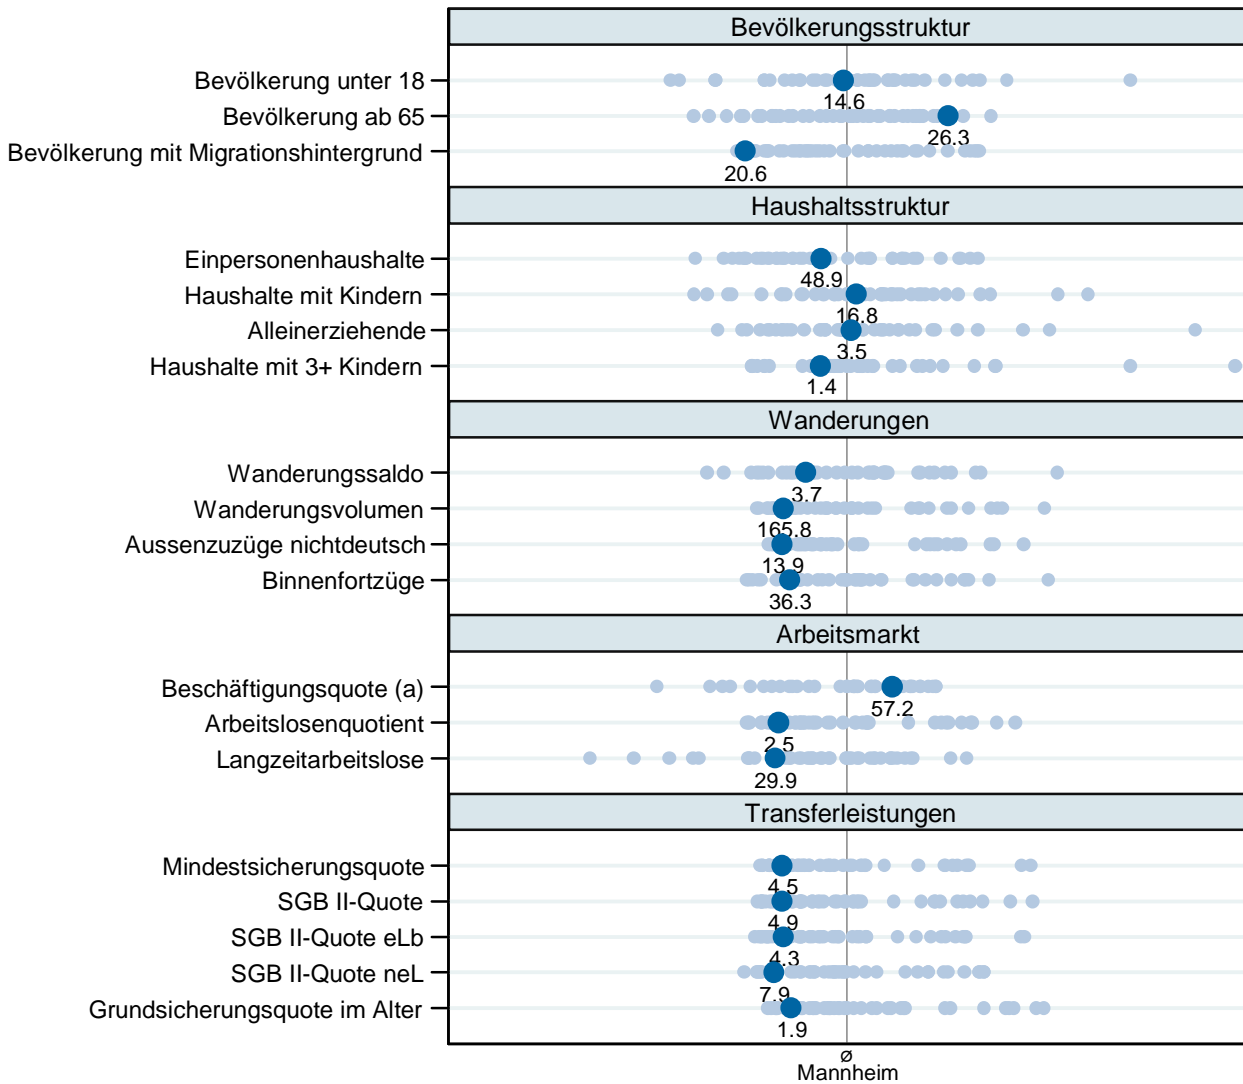 Bevölkerungsstruktur
Bevölkerung unter 18
14.6
Bevölkerung ab 65
26.3
Bevölkerung mit Migrationshintergrund
20.6
Haushaltsstruktur
Einpersonenhaushalte
48.9
Haushalte mit Kindern
16.8
Alleinerziehende
3.5
Haushalte mit 3+ Kindern
1.4
Wanderungen
Wanderungssaldo
3.7
Wanderungsvolumen
165.8
Aussenzuzüge nichtdeutsch
13.9
Binnenfortzüge
36.3
Arbeitsmarkt
Beschäftigungsquote (a)
57.2
Arbeitslosenquotient
2.5
Langzeitarbeitslose
29.9
Transferleistungen
Mindestsicherungsquote
4.5
SGB II-Quote
4.9
SGB II-Quote eLb
4.3
SGB II-Quote neL
7.9
Grundsicherungsquote im Alter
1.9
ø
Mannheim